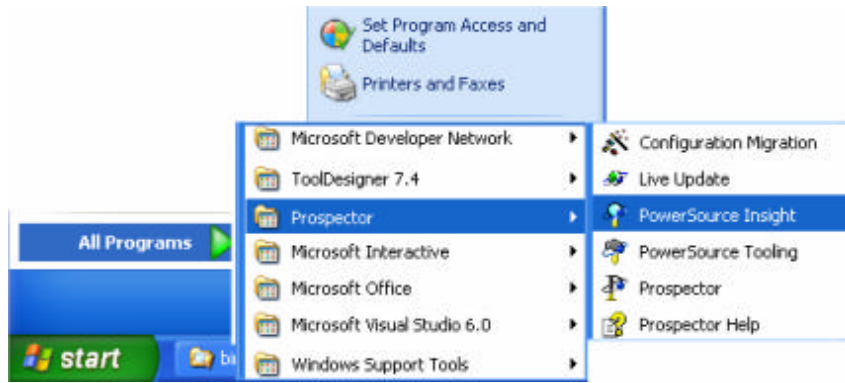 Set Program Access and
Defaults
Printers and Faxes
Microsoft Developer Network
ToolDesigner 7.4
Prospector
Microsoft Interactive
Microsoft Office
Microsoft Visual Studio 6.0
Windows Support Tools
Configuration Migration
Live Update
PowerSource Insight
PowerSource Tooling
Prospector
Prospector Help
All Programs
start